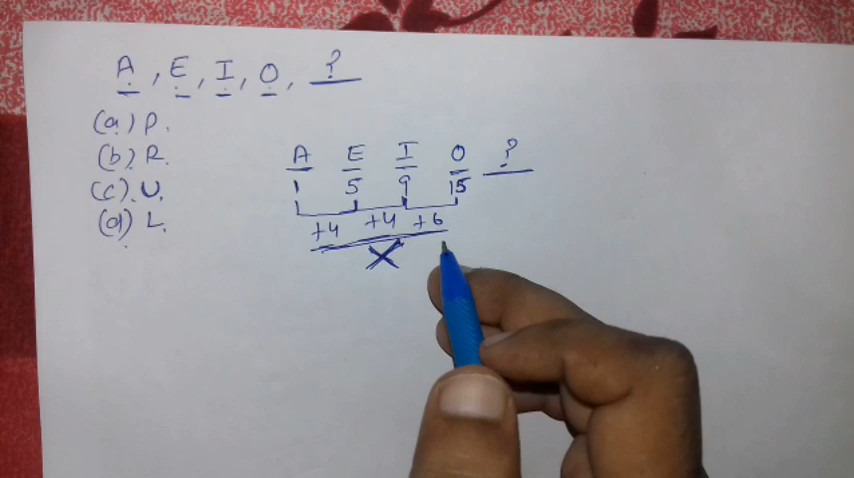 A, E, I, O, ?
(a) P.
(b) R.
(c). U.
(d) L.
A E I O ?
1 5 9 15
+4 +4 +6
X